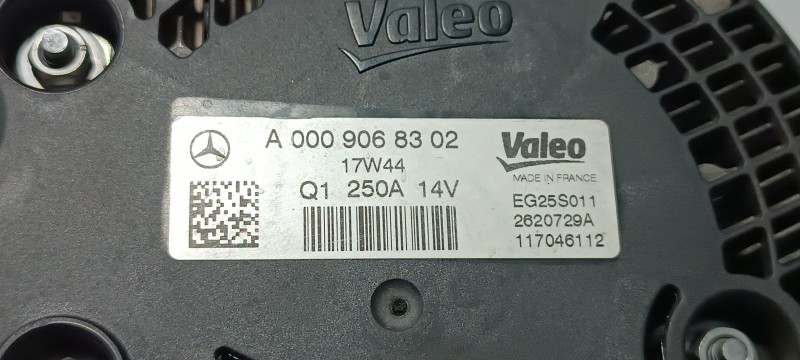 Valeo
A 000 906 83 02
17W44
Q1 250A 14V
Valeo
MADE IN FRANCE
EG25S011
2620729A
117046112